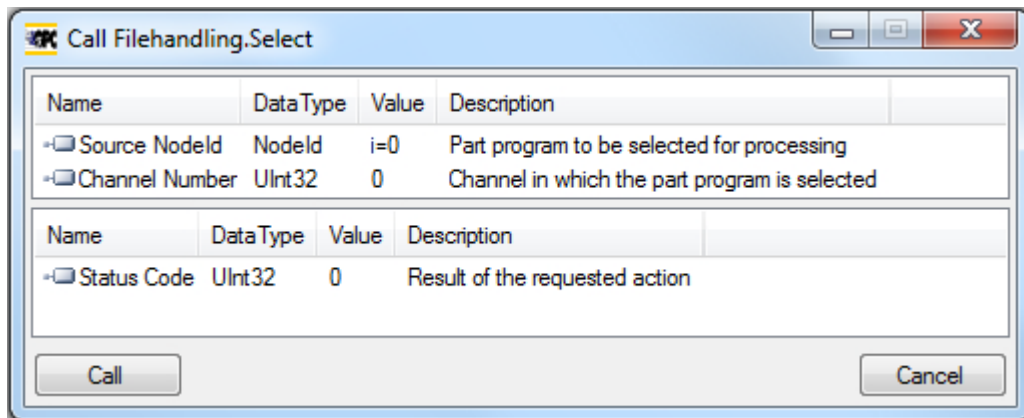 OPC Call Filehandling.Select
Name DataType Value Description
Source NodeId NodeId i=0 Part program to be selected for processing
Channel Number UInt32 0 Channel in which the part program is selected
Name DataType Value Description
Status Code UInt32 0 Result of the requested action
Call Cancel